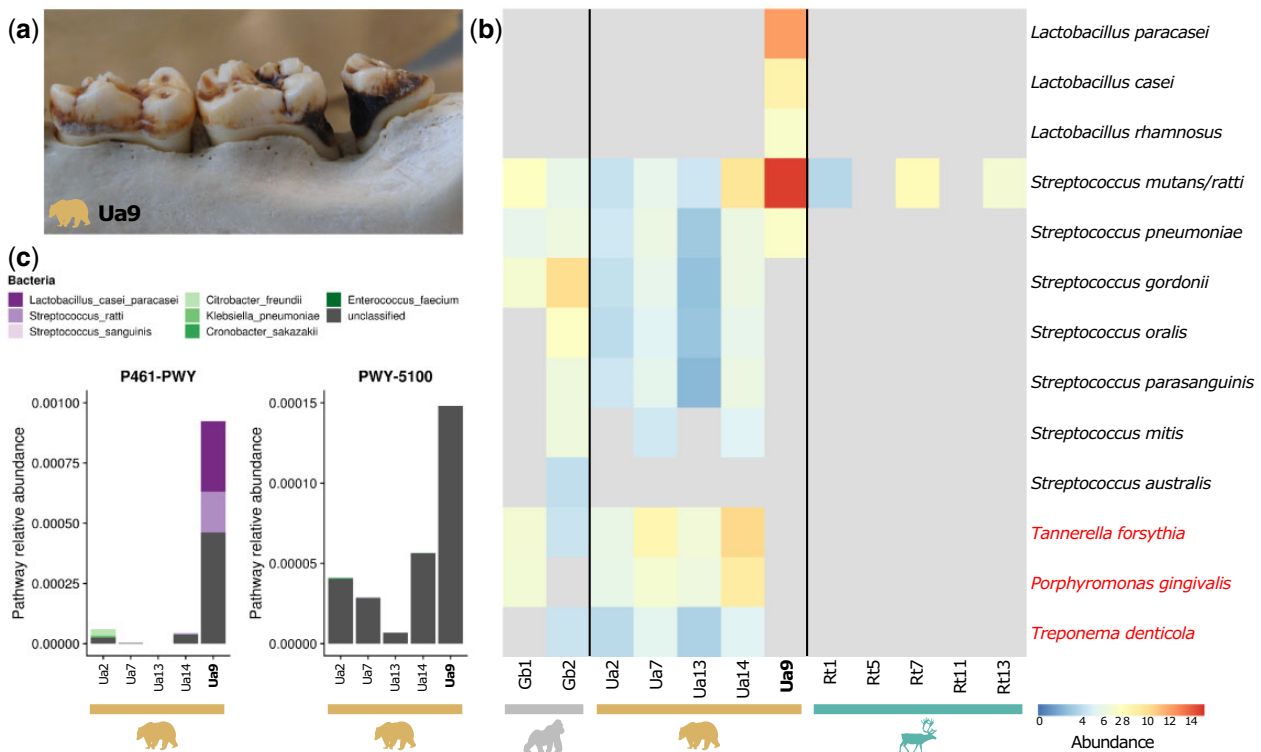 (a)
Ua9
(b)
Lactobacillus paracasei
Lactobacillus casei
Lactobacillus rhamnosus
Streptococcus mutans/ratti
Streptococcus pneumoniae
Streptococcus gordonii
Streptococcus oralis
Streptococcus parasanguinis
Streptococcus mitis
Streptococcus australis
Tannerella forsythia
Porphyromonas gingivalis
Treponema denticola
Gb1 Gb2 Ua2 Ua7 Ua13 Ua14 Ua9 Rt1 Rt5 Rt7 Rt11 Rt13
0 4 6 28 10 12 14
Abundance
(c)
Bacteria
Lactobacillus_casei_paracasei Citrobacter_freundii Enterococcus_faecium
Streptococcus_ratti Klebsiella_pneumoniae unclassified
Streptococcus_sanguinis Cronobacter_sakazakii
P461-PWY
Pathway relative abundance
0.00100
0.00075
0.00050
0.00025
0.00000
Ua2 Ua7 Ua13 Ua14 Ua9
PWY-5100
Pathway relative abundance
0.00015
0.00010
0.00005
0.00000
Ua2 Ua7 Ua13 Ua14 Ua9